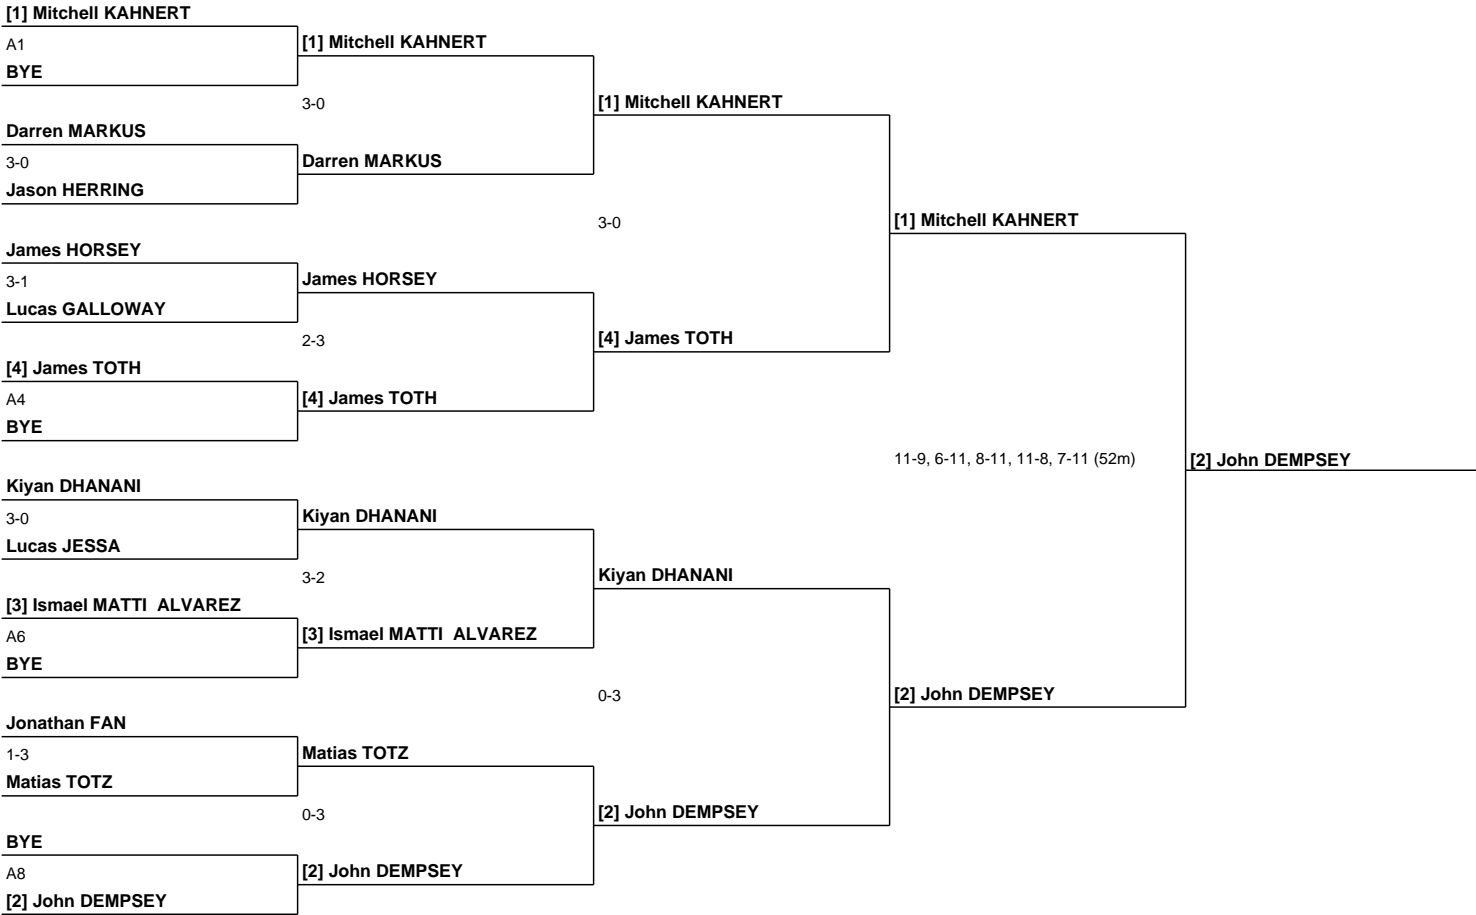 [1] Mitchell KAHNERT
A1
BYE
[1] Mitchell KAHNERT
3-0
Darren MARKUS
3-0
Jason HERRING
Darren MARKUS
[1] Mitchell KAHNERT
3-0
James HORSEY
3-1
Lucas GALLOWAY
James HORSEY
2-3
[4] James TOTH
A4
BYE
[4] James TOTH
[4] James TOTH
[1] Mitchell KAHNERT
11-9, 6-11, 8-11, 11-8, 7-11 (52m)
[2] John DEMPSEY
Kiyan DHANANI
3-0
Lucas JESSA
Kiyan DHANANI
3-2
[3] Ismael MATTI  ALVAREZ
A6
BYE
[3] Ismael MATTI  ALVAREZ
Kiyan DHANANI
0-3
[2] John DEMPSEY
Jonathan FAN
1-3
Matias TOTZ
Matias TOTZ
0-3
BYE
A8
[2] John DEMPSEY
[2] John DEMPSEY
[2] John DEMPSEY